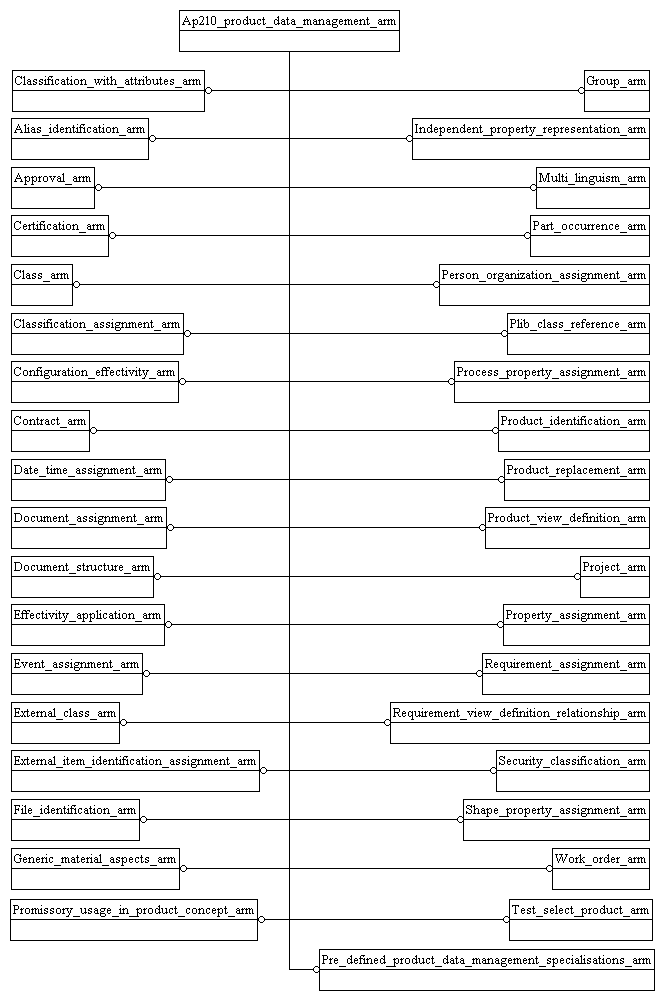 Ap210_product_data_management_arm
Classification_with_attributes_arm
Group_arm
Alias_identification_arm
Independent_property_representation_arm
Approval_arm
Multi_linguism_arm
Certification_arm
Part_occurrence_arm
Class_arm
Person_organization_assignment_arm
Classification_assignment_arm
Plib_class_reference_arm
Configuration_effectivity_arm
Process_property_assignment_arm
Contract_arm
Product_identification_arm
Date_time_assignment_arm
Product_replacement_arm
Document_assignment_arm
Product_view_definition_arm
Document_structure_arm
Project_arm
Effectivity_application_arm
Property_assignment_arm
Event_assignment_arm
Requirement_assignment_arm
External_class_arm
Requirement_view_definition_relationship_arm
External_item_identification_assignment_arm
Security_classification_arm
File_identification_arm
Shape_property_assignment_arm
Generic_material_aspects_arm
Work_order_arm
Promissory_usage_in_product_concept_arm
Test_select_product_arm
Pre_defined_product_data_management_specialisations_arm